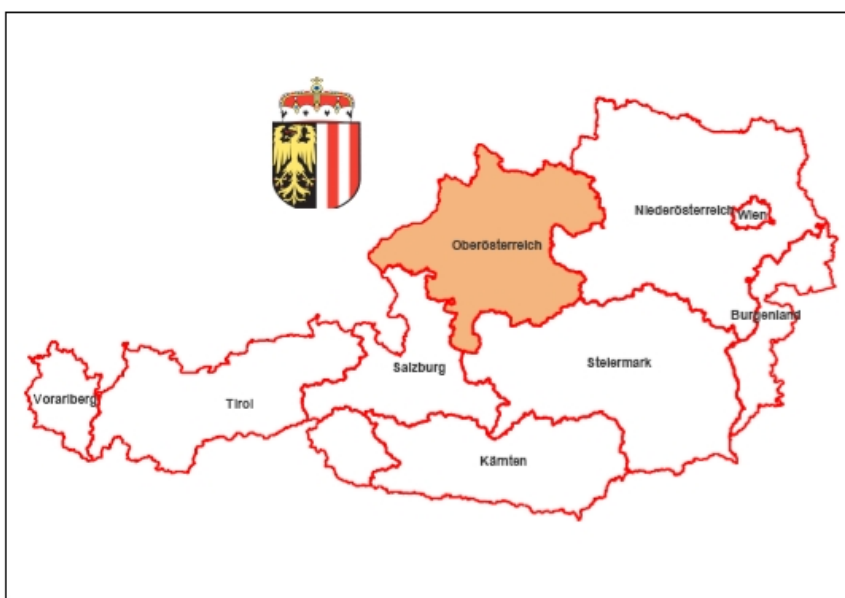 Niederösterreich
Wien
Oberösterreich
Burgenland
Salzburg
Steiermark
Vorarlberg
Tirol
Kärnten